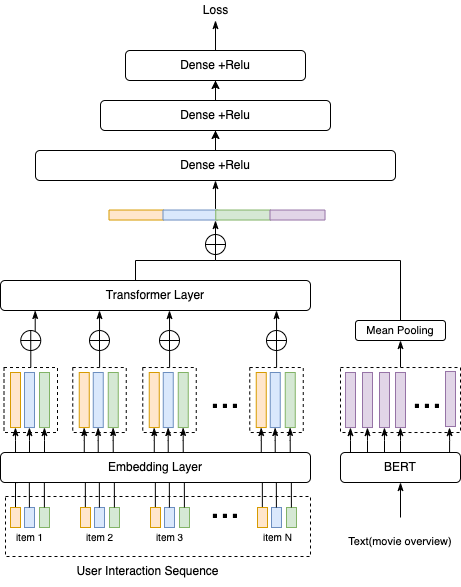 Loss
Dense +Relu
Dense +Relu
Dense +Relu
Transformer Layer
Mean Pooling
Embedding Layer
BERT
item 1
item 2
item 3
item N
Text(movie overview)
User Interaction Sequence